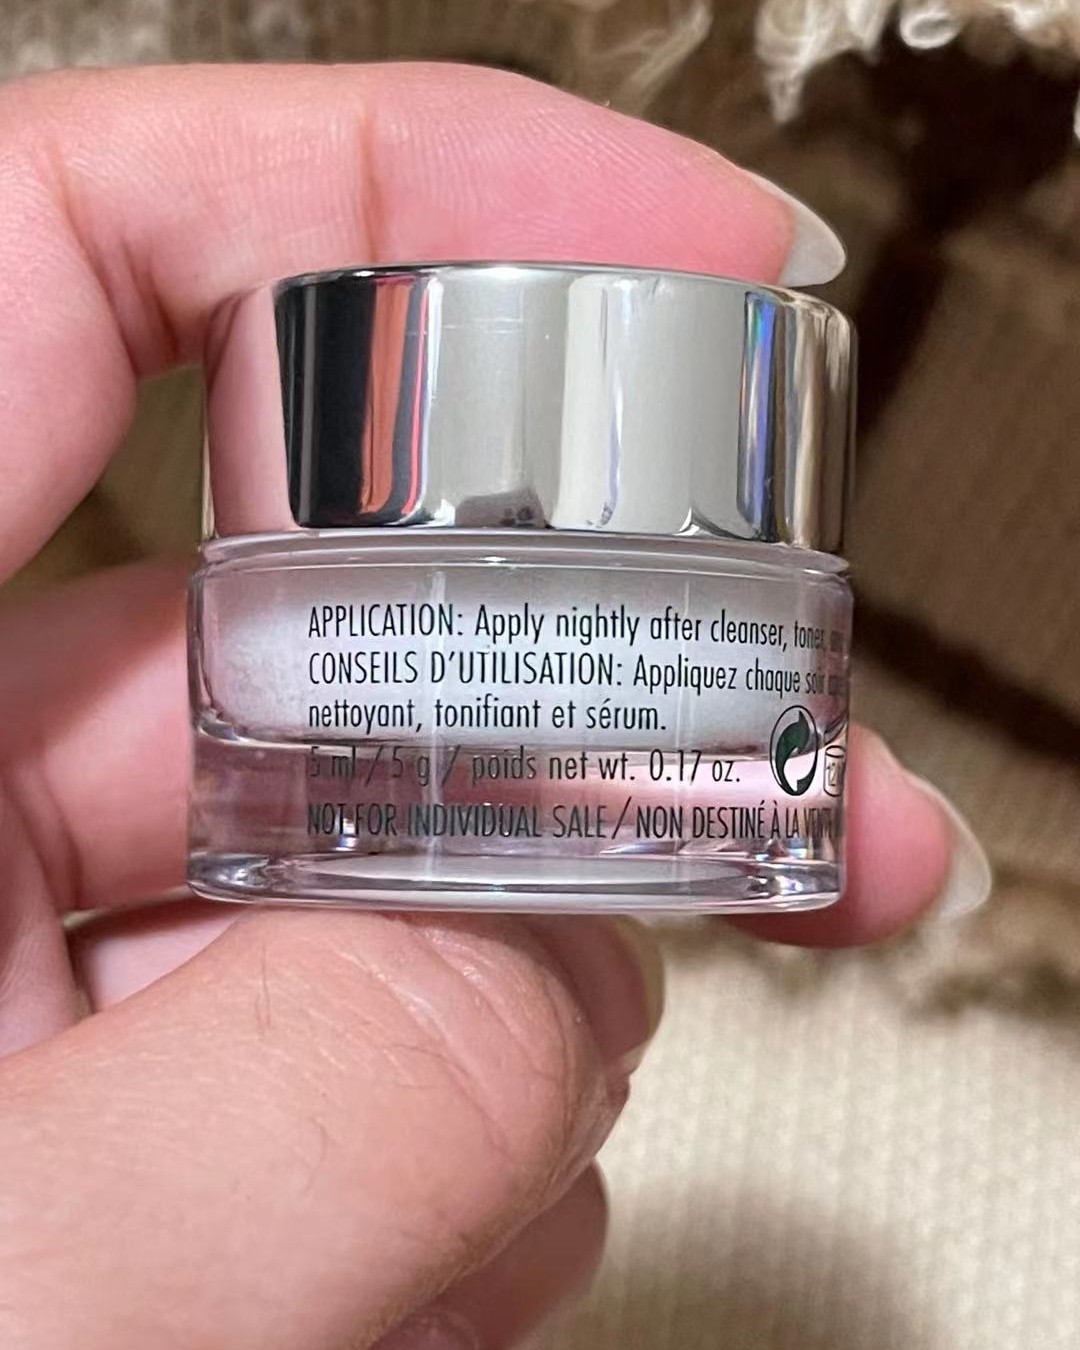 APPLICATION: Apply nightly after cleanser, toner,
CONSEILS D'UTILISATION: Appliquez chaque soir
nettoyant, tonifiant et sérum.
5 ml / 5 g / poids net wt. 0.17 oz.
NOT FOR INDIVIDUAL SALE / NON DESTINÉ À LA VENTE